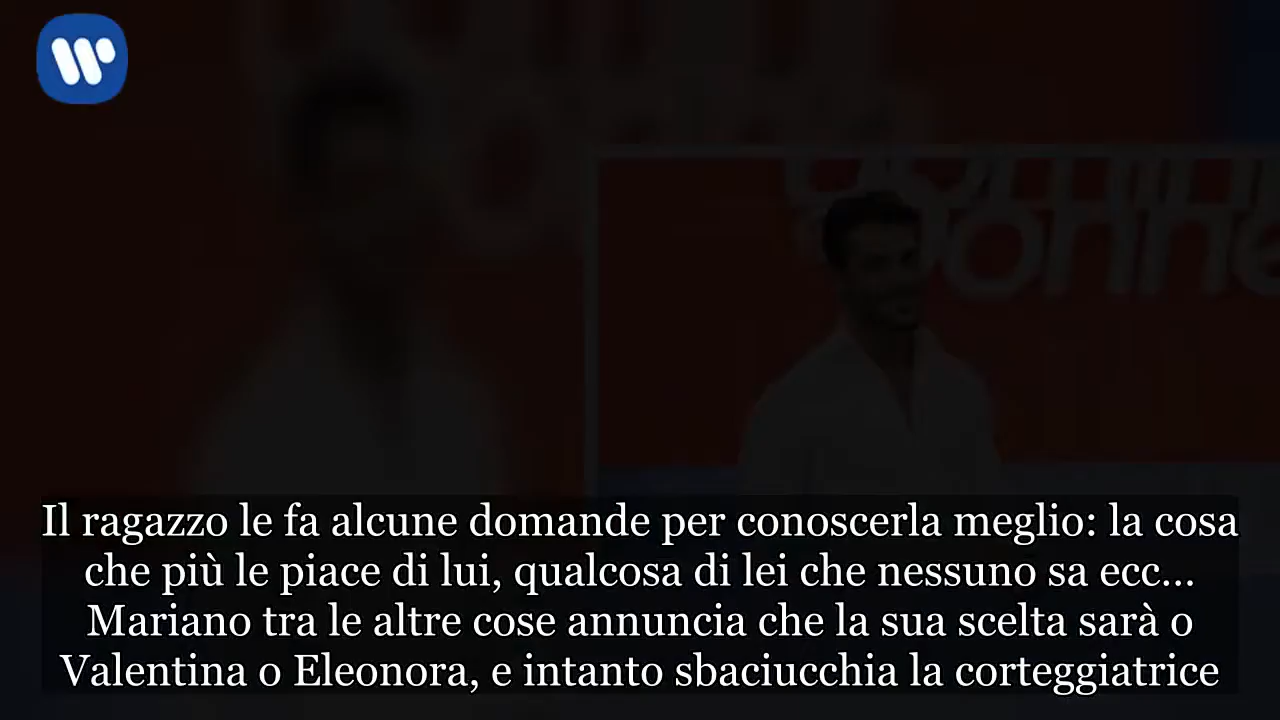 uomini
donne
Il ragazzo le fa alcune domande per conoscerla meglio: la cosa
che più le piace di lui, qualcosa di lei che nessuno sa ecc...
Mariano tra le altre cose annuncia che la sua scelta sarà o
Valentina o Eleonora, e intanto sbaciucchia la corteggiatrice